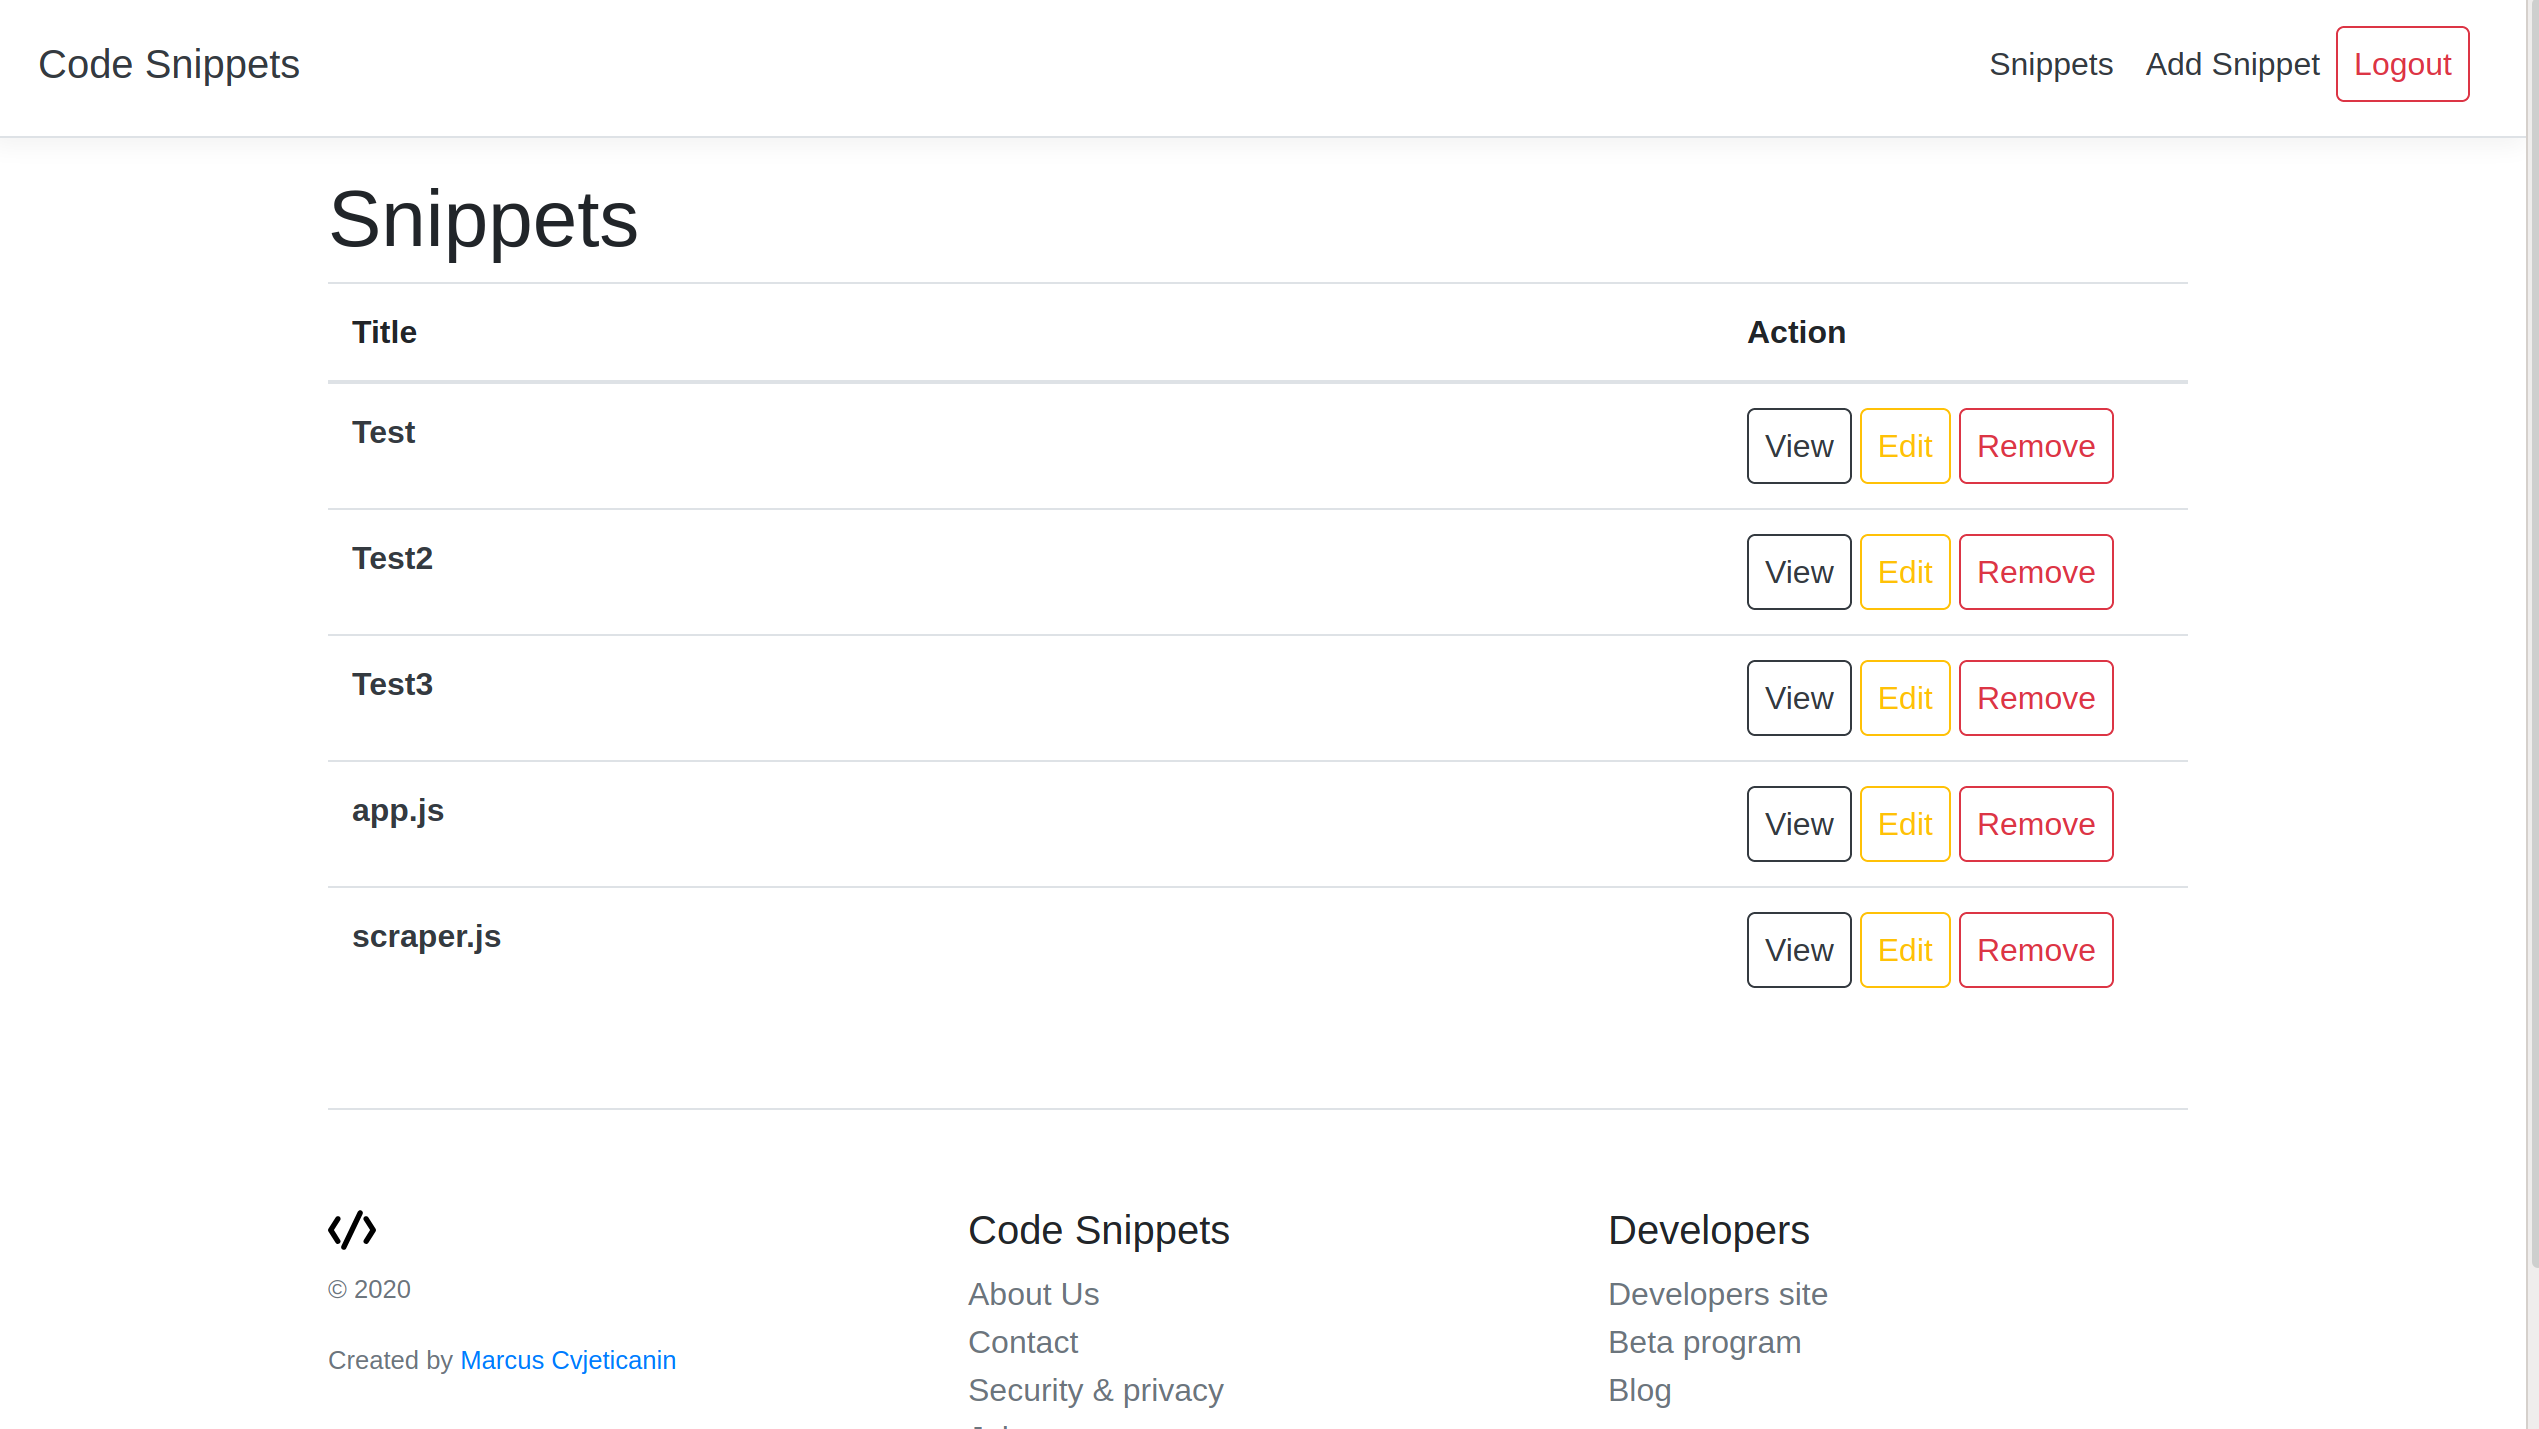 Code Snippets Snippets Add Snippet Logout
Snippets
Title Action
Test View Edit Remove
Test2 View Edit Remove
Test3 View Edit Remove
app.js View Edit Remove
scraper.js View Edit Remove
© 2020
Created by Marcus Cvjeticanin
Code Snippets
About Us
Contact
Security & privacy
Developers
Developers site
Beta program
Blog